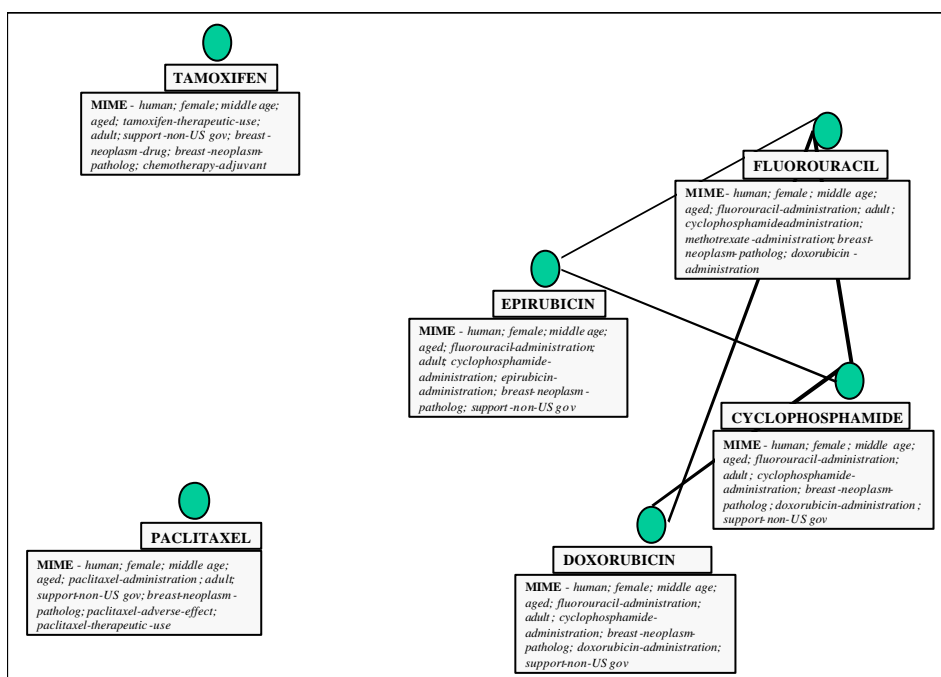 TAMOXIFEN
MIME - human; female; middle age;
aged; tamoxifen-therapeutic-use;
adult; support-non-US gov; breast-
neoplasm-drug; breast-neoplasm-
patholog; chemotherapy-adjuvant
FLUOROURACIL
MIME- human; female; middle age;
aged; fluorouracil-administration; adult;
cyclophosphamide-administration;
methotrexate-administration; breast-
neoplasm-patholog; doxorubicin-
administration
EPIRUBICIN
MIME - human; female; middle age;
aged; fluorouracil-administration;
adult; cyclophosphamide-
administration; epirubicin-
administration; breast-neoplasm-
patholog; support-non-US gov
CYCLOPHOSPHAMIDE
MIME - human; female; middle age;
aged; fluorouracil-administration;
adult; cyclophosphamide-
administration; breast-neoplasm-
patholog; doxorubicin-administration;
support-non-US gov
PACLITAXEL
MIME - human; female; middle age;
aged; paclitaxel-administration; adult;
support-non-US gov; breast-neoplasm-
patholog; paclitaxel-adverse-effect;
paclitaxel-therapeutic-use
DOXORUBICIN
MIME - human; female; middle age;
aged; fluorouracil-administration;
adult; cyclophosphamide-
administration; breast-neoplasm-
patholog; doxorubicin-administration;
support-non-US gov